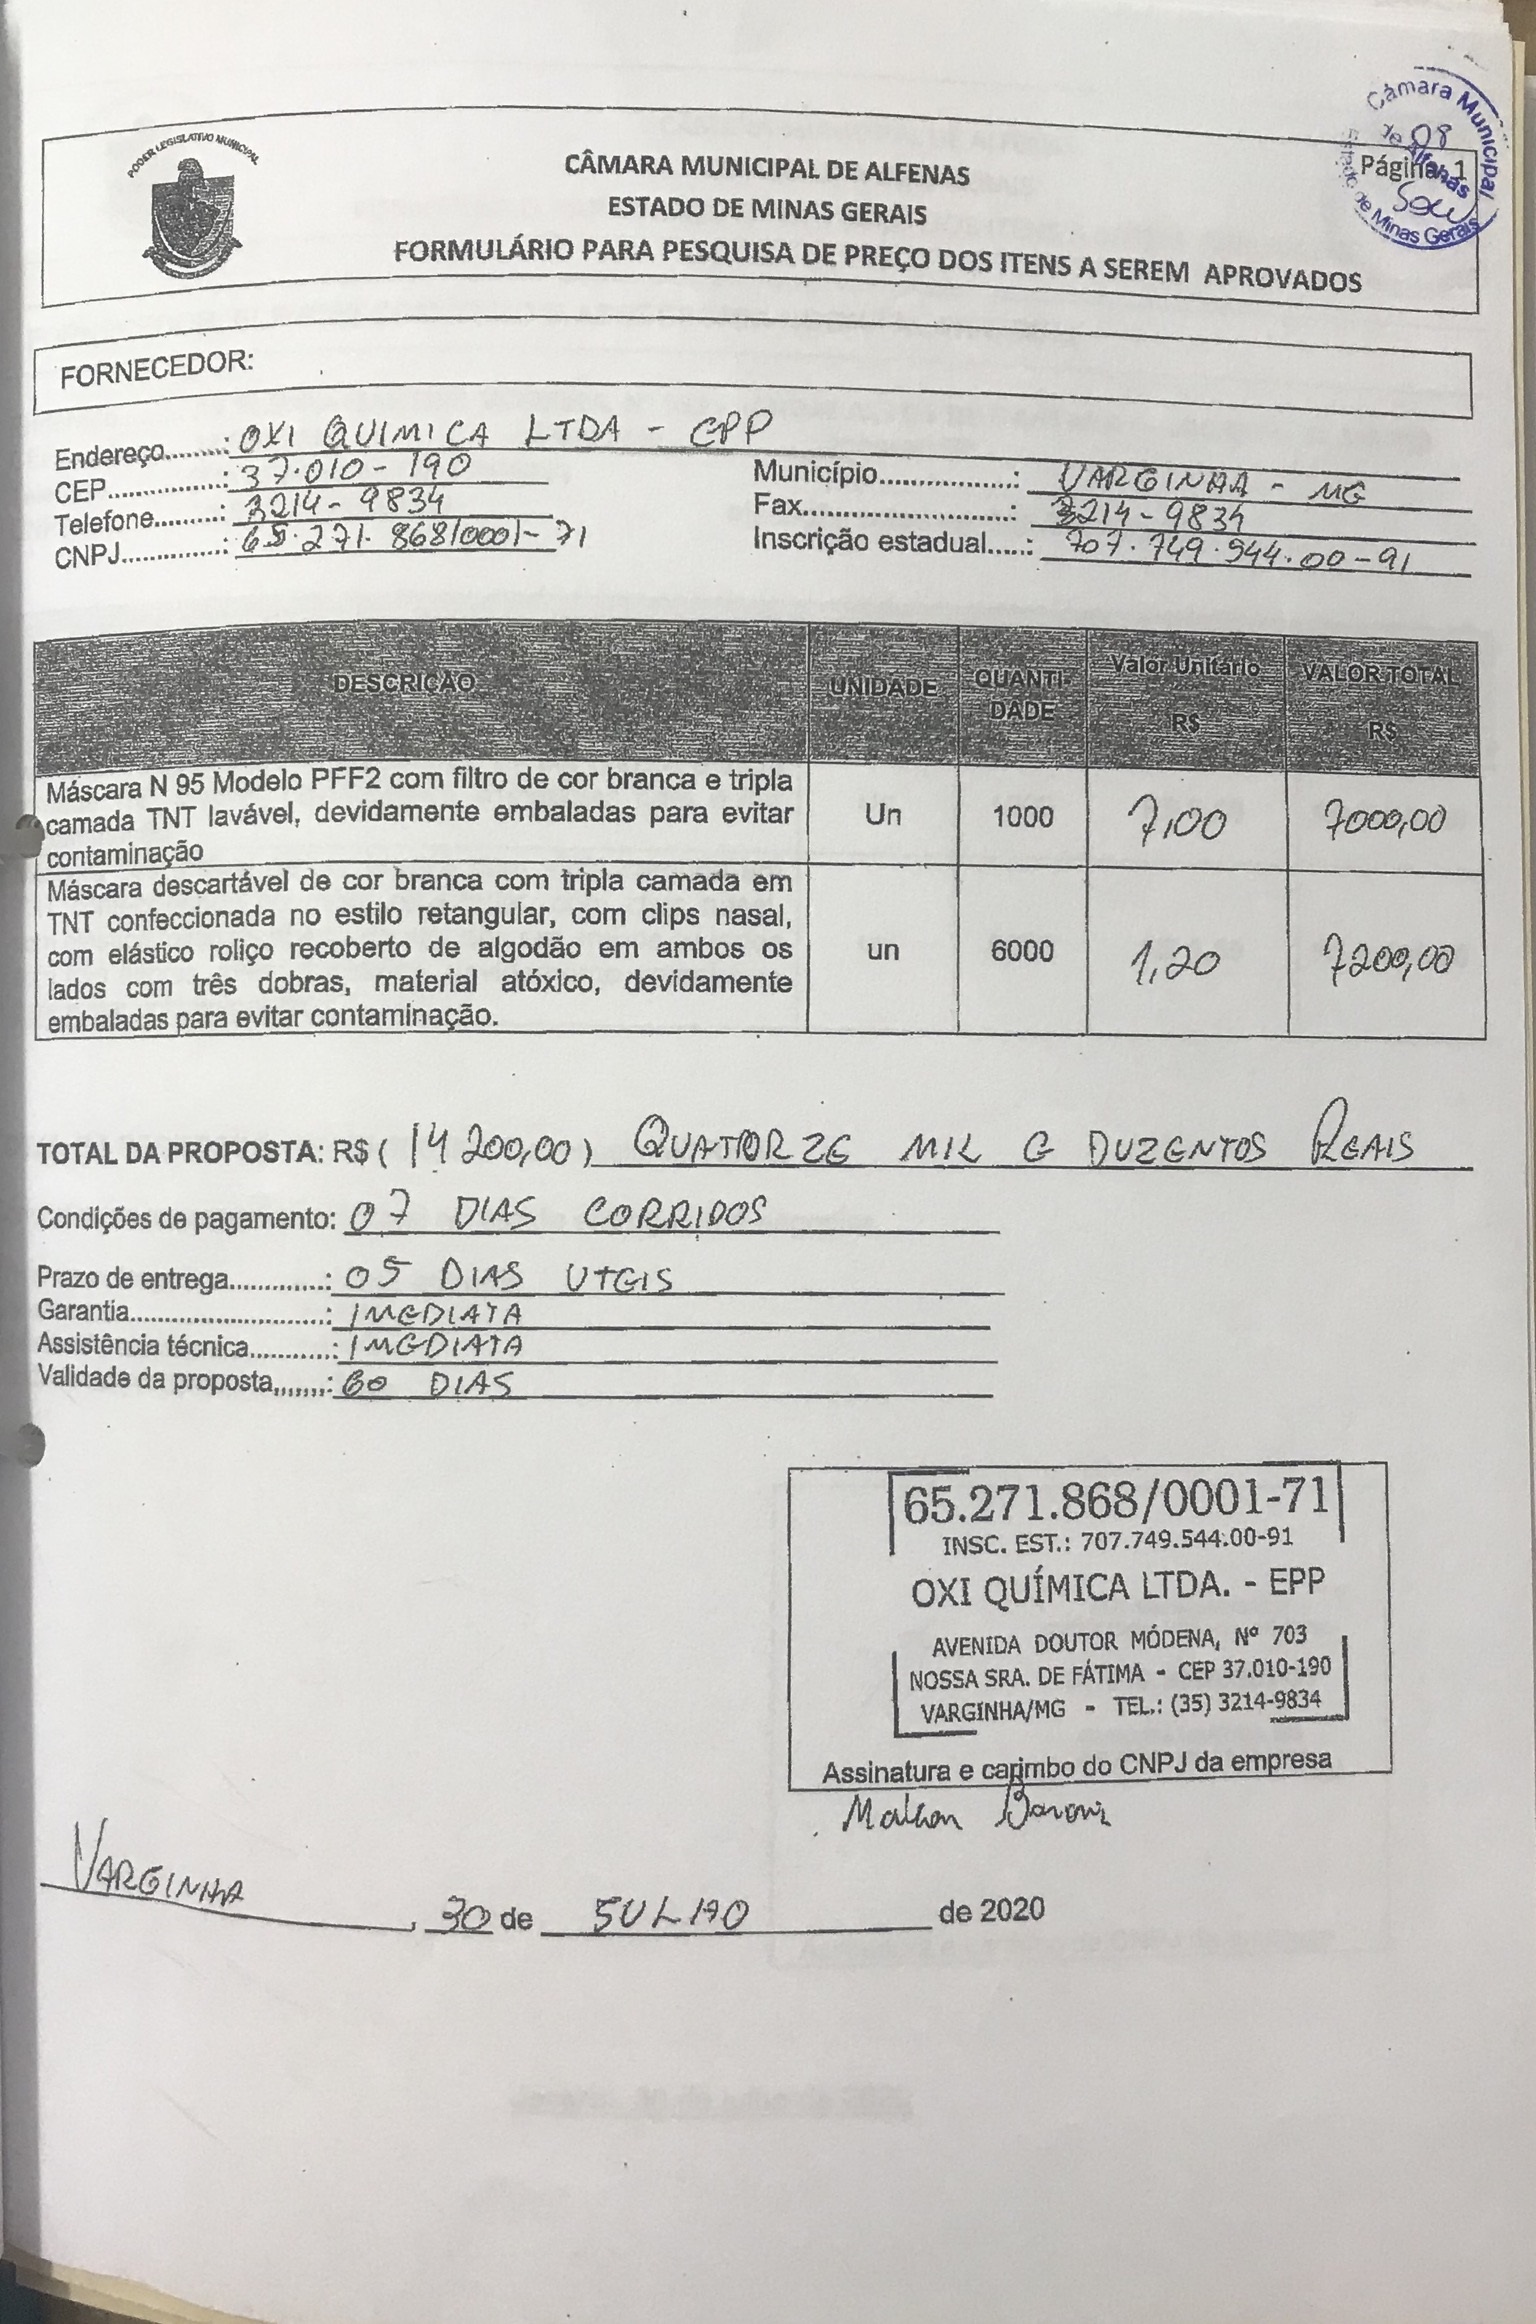 PODER LEGISLATIVO MUNICIPAL
CÂMARA MUNICIPAL DE ALFENAS
ESTADO DE MINAS GERAIS
FORMULÁRIO PARA PESQUISA DE PREÇO DOS ITENS A SEREM APROVADOS
Página 1
Câmara Municipal
de Alfenas
Estado de Minas Gerais
08
FORNECEDOR:
Endereço.........: OXI QUIMICA LTDA - EPP
CEP...............: 37.010-190 Município.................: VARGINHA - MG
Telefone.........: 3214-9834 Fax..........................: 3214-9834
CNPJ.............: 65.271.868/0001-71 Inscrição estadual.....: 707.749.544.00-91
DESCRIÇÃO UNIDADE QUANTI- Valor Unitário VALOR TOTAL
DADE R$ R$
Máscara N 95 Modelo PFF2 com filtro de cor branca e tripla
camada TNT lavável, devidamente embaladas para evitar Un 1000 7,00 7000,00
contaminação
Máscara descartável de cor branca com tripla camada em
TNT confeccionada no estilo retangular, com clips nasal,
com elástico roliço recoberto de algodão em ambos os un 6000 1,20 7200,00
lados com três dobras, material atóxico, devidamente
embaladas para evitar contaminação.
TOTAL DA PROPOSTA: R$ (14 200,00) QUATORZE MIL E DUZENTOS REAIS
Condições de pagamento: 07 DIAS CORRIDOS
Prazo de entrega.............: 05 DIAS UTEIS
Garantia..........................: IMEDIATA
Assistência técnica...........: IMEDIATA
Validade da proposta,,,,,,,: 60 DIAS
65.271.868/0001-71
INSC. EST.: 707.749.544.00-91
OXI QUÍMICA LTDA. - EPP
AVENIDA DOUTOR MÓDENA, Nº 703
NOSSA SRA. DE FÁTIMA - CEP 37.010-190
VARGINHA/MG - TEL.: (35) 3214-9834
Assinatura e carimbo do CNPJ da empresa
VARGINHA, 30 de JULHO de 2020